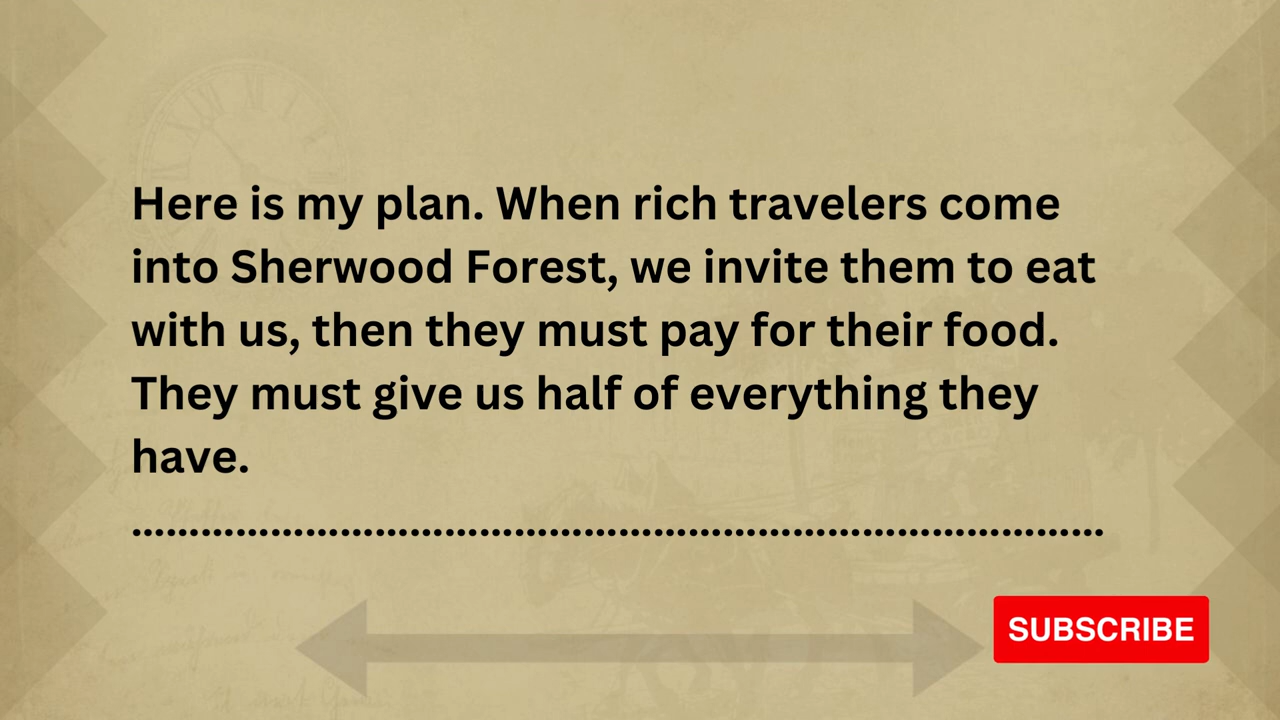 Here is my plan. When rich travelers come
into Sherwood Forest, we invite them to eat
with us, then they must pay for their food.
They must give us half of everything they
have.
………………………………………………………………………………
SUBSCRIBE